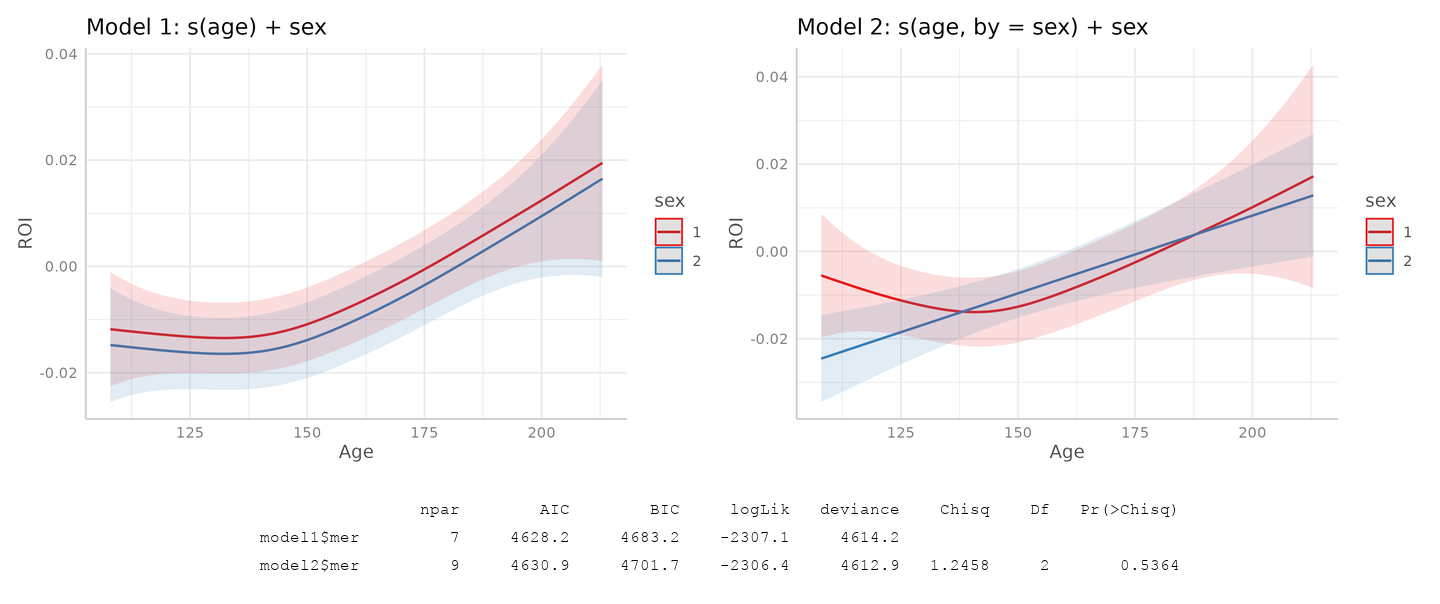 Model 1: s(age) + sex
0.04
0.02
0.00
-0.02
ROI
125 150 175 200
Age
sex
1
2
Model 2: s(age, by = sex) + sex
0.04
0.02
0.00
-0.02
ROI
125 150 175 200
Age
sex
1
2
npar AIC BIC logLik deviance Chisq Df Pr(>Chisq)
model1$mer 7 4628.2 4683.2 -2307.1 4614.2
model2$mer 9 4630.9 4701.7 -2306.4 4612.9 1.2458 2 0.5364